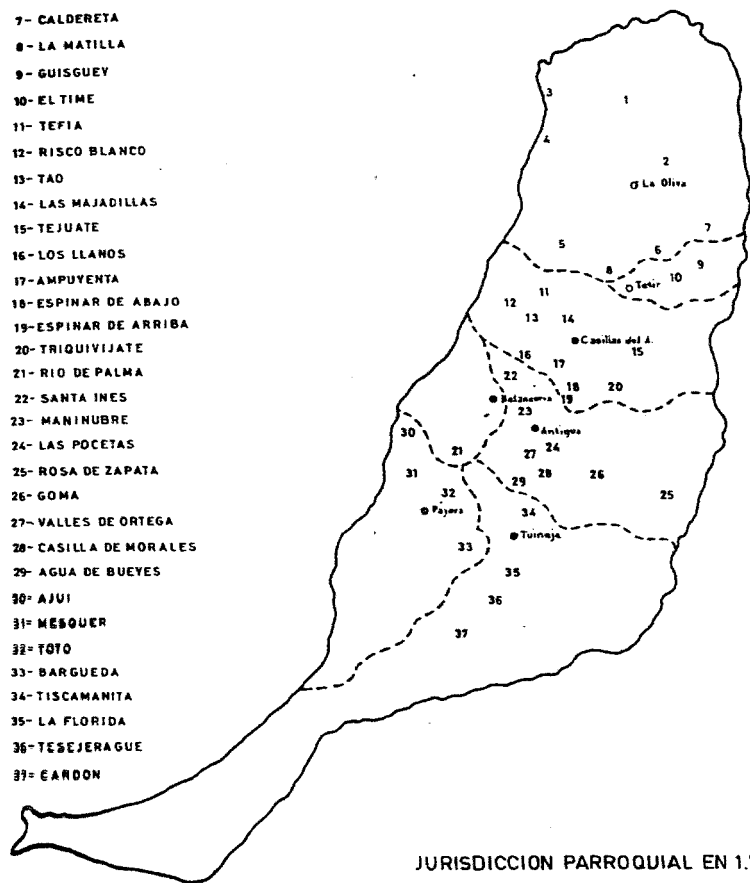 7- CALDERETA
8- LA MATILLA
9- GUISGUEY
10- EL TIME
11- TEFIA
12- RISCO BLANCO
13- TAO
14- LAS MAJADILLAS
15- TEJUATE
16- LOS LLANOS
17- AMPUYENTA
18- ESPINAR DE ABAJO
19- ESPINAR DE ARRIBA
20- TRIQUIVIJATE
21- RIO DE PALMA
22- SANTA INES
23- MANINUBRE
24- LAS POCETAS
25- ROSA DE ZAPATA
26- GOMA
27- VALLES DE ORTEGA
28- CASILLA DE MORALES
29- AGUA DE BUEYES
30= AJUI
31= MESQUER
32= TOTO
33- BARGUEDA
34- TISCAMANITA
35- LA FLORIDA
36- TESEJERAGUE
37= CARDON
3
1
4
2
La Oliva
7
5
6
8
9
10
Tetir
11
12
13
14
Casillas del A.
15
16
17
22
18
20
19
Betancuria
23
Antigua
30
21
27
24
31
28
26
29
32
25
34
Pájara
Tuineje
33
35
36
37
JURISDICCION PARROQUIAL EN 1.